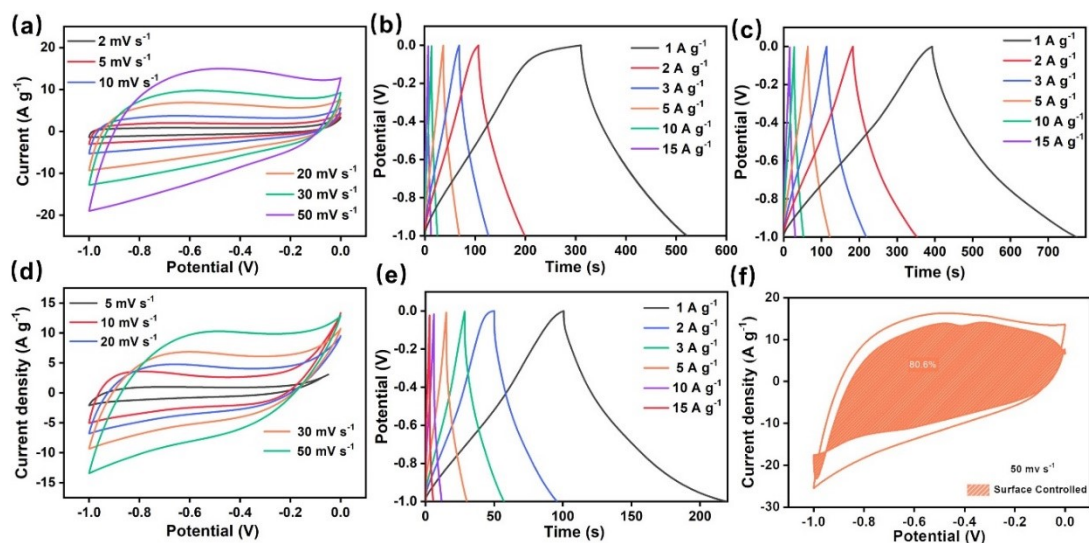 (a)
20
10
0
-10
-20
Current (A g⁻¹)
2 mV s⁻¹
5 mV s⁻¹
10 mV s⁻¹
20 mV s⁻¹
30 mV s⁻¹
50 mV s⁻¹
-1.0 -0.8 -0.6 -0.4 -0.2 0.0
Potential (V)
(b)
0.0
-0.2
-0.4
-0.6
-0.8
-1.0
Potential (V)
1 A g⁻¹
2 A g⁻¹
3 A g⁻¹
5 A g⁻¹
10 A g⁻¹
15 A g⁻¹
0 100 200 300 400 500 600
Time (s)
(c)
0.0
-0.2
-0.4
-0.6
-0.8
-1.0
Potential (V)
1 A g⁻¹
2 A g⁻¹
3 A g⁻¹
5 A g⁻¹
10 A g⁻¹
15 A g⁻¹
0 100 200 300 400 500 600 700
Time (s)
(d)
15
10
5
0
-5
-10
-15
Current density (A g⁻¹)
5 mV s⁻¹
10 mV s⁻¹
20 mV s⁻¹
30 mV s⁻¹
50 mV s⁻¹
-1.0 -0.8 -0.6 -0.4 -0.2 0.0
Potential (V)
(e)
0.0
-0.2
-0.4
-0.6
-0.8
-1.0
Potential (V)
1 A g⁻¹
2 A g⁻¹
3 A g⁻¹
5 A g⁻¹
10 A g⁻¹
15 A g⁻¹
0 50 100 150 200
Time (s)
(f)
20
10
0
-10
-20
-30
Current density (A g⁻¹)
80.6%
50 mv s⁻¹
Surface Controlled
-1.0 -0.8 -0.6 -0.4 -0.2 0.0
Potential (V)